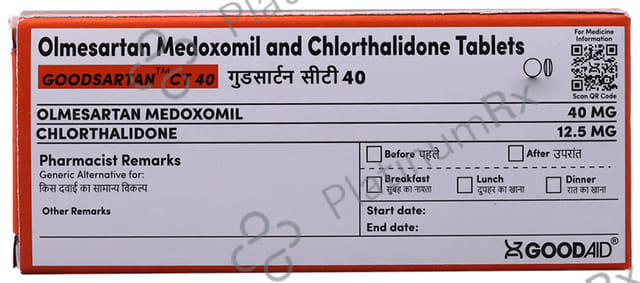 Olmesartan Medoxomil and Chlorthalidone Tablets
For Medicine
Information
GOODSARTAN™ CT 40 गुडसार्टन सीटी 40
Scan QR Code
OLMESARTAN MEDOXOMIL 40 MG
CHLORTHALIDONE 12.5 MG
Pharmacist Remarks
Generic Alternative for:
किस दवाई का सामान्य विकल्प
Other Remarks
Before पहले
After उपरांत
Breakfast
सुबह का नाश्ता
Lunch
दुपहर का खाना
Dinner
रात का खाना
Start date:
End date:
GOODAID®
PlatinumRx